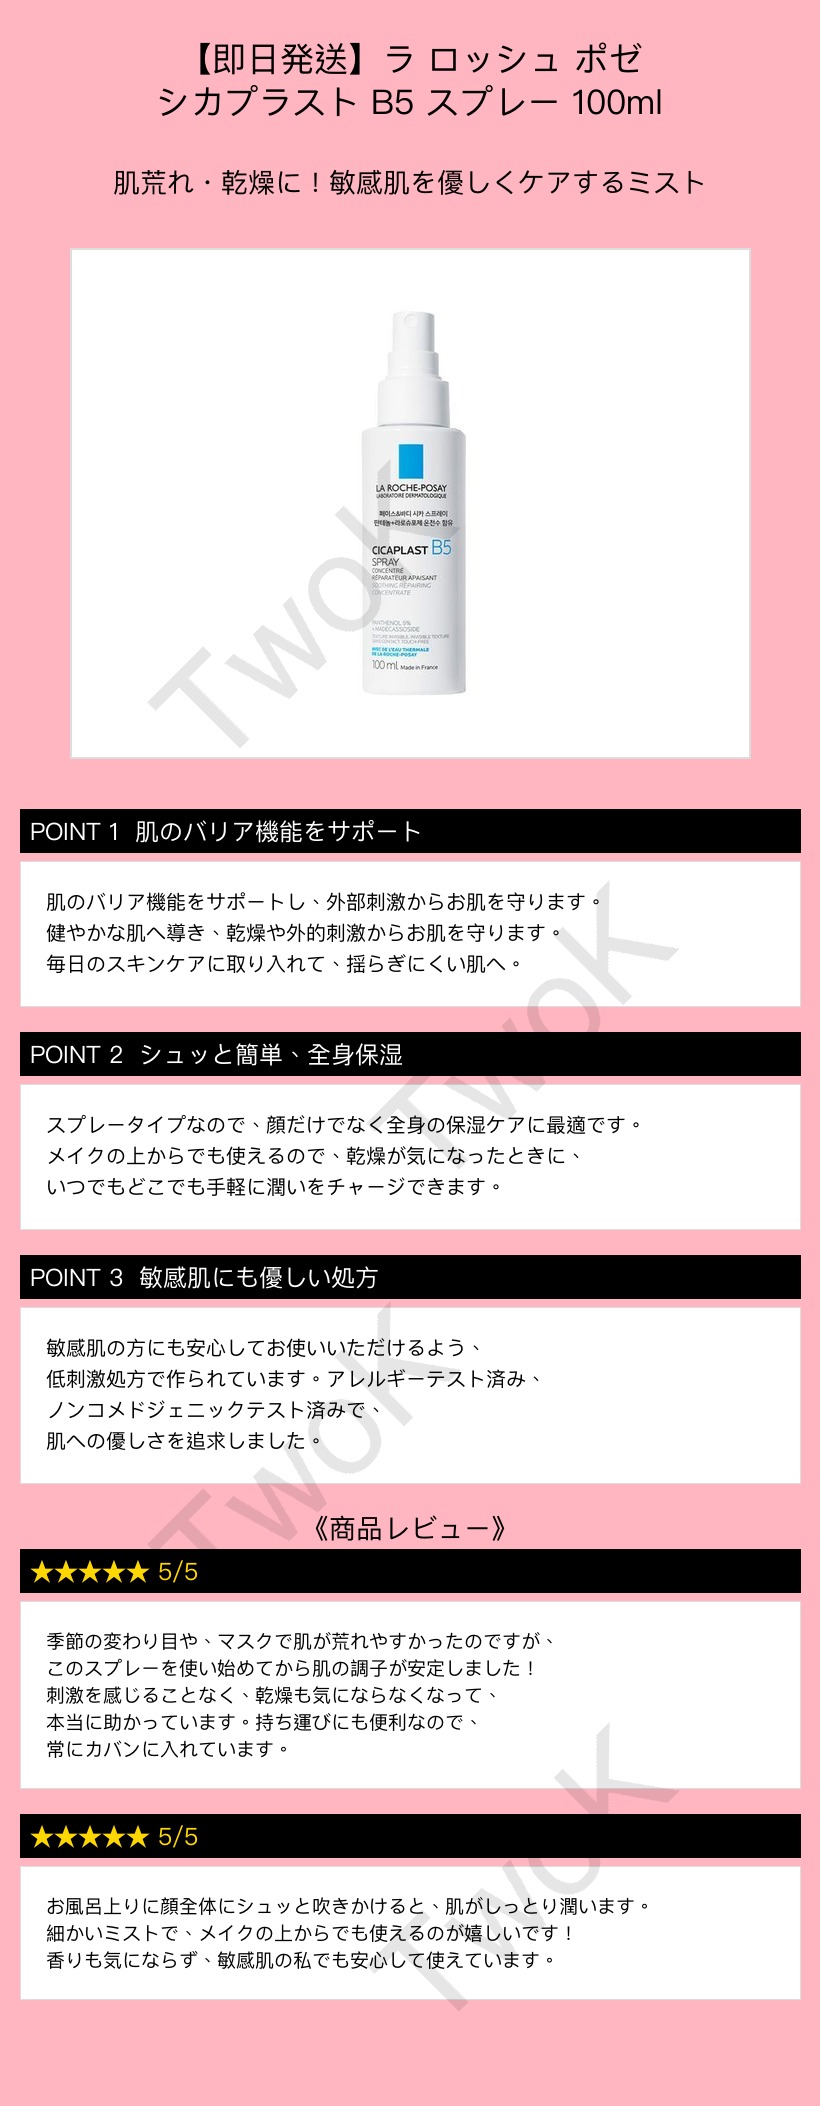 【即日発送】ラ ロッシュ ポゼ
シカプラスト B5 スプレー 100ml
肌荒れ・乾燥に！敏感肌を優しくケアするミスト
LA ROCHE-POSAY
LABORATOIRE DERMATOLOGIQUE
페이스&바디 시카 스프레이
판테놀+라로슈포제 온천수 함유
CICAPLAST B5
SPRAY
CONCENTRÉ
RÉPARATEUR APAISANT
SOOTHING REPAIRING
CONCENTRATE
PANTHENOL 5%
+ MADECASSOSIDE
TEXTURE INVISIBLE, INVISIBLE TEXTURE
SANS CONTACT, TOUCH-FREE
AVEC DE L'EAU THERMALE
DE LA ROCHE-POSAY
100 ml Made in France
TwoK
POINT 1 肌のバリア機能をサポート
肌のバリア機能をサポートし、外部刺激からお肌を守ります。
健やかな肌へ導き、乾燥や外的刺激からお肌を守ります。
毎日のスキンケアに取り入れて、揺らぎにくい肌へ。
TwoK
POINT 2 シュッと簡単、全身保湿
スプレータイプなので、顔だけでなく全身の保湿ケアに最適です。
メイクの上からでも使えるので、乾燥が気になったときに、
いつでもどこでも手軽に潤いをチャージできます。
POINT 3 敏感肌にも優しい処方
敏感肌の方にも安心してお使いいただけるよう、
低刺激処方で作られています。アレルギーテスト済み、
ノンコメドジェニックテスト済みで、
肌への優しさを追求しました。
TwoK
《商品レビュー》
★★★★★ 5/5
季節の変わり目や、マスクで肌が荒れやすかったのですが、
このスプレーを使い始めてから肌の調子が安定しました！
刺激を感じることなく、乾燥も気にならなくなって、
本当に助かっています。持ち運びにも便利なので、
常にカバンに入れています。
TwoK
★★★★★ 5/5
お風呂上りに顔全体にシュッと吹きかけると、肌がしっとり潤います。
細かいミストで、メイクの上からでも使えるのが嬉しいです！
香りも気にならず、敏感肌の私でも安心して使えています。